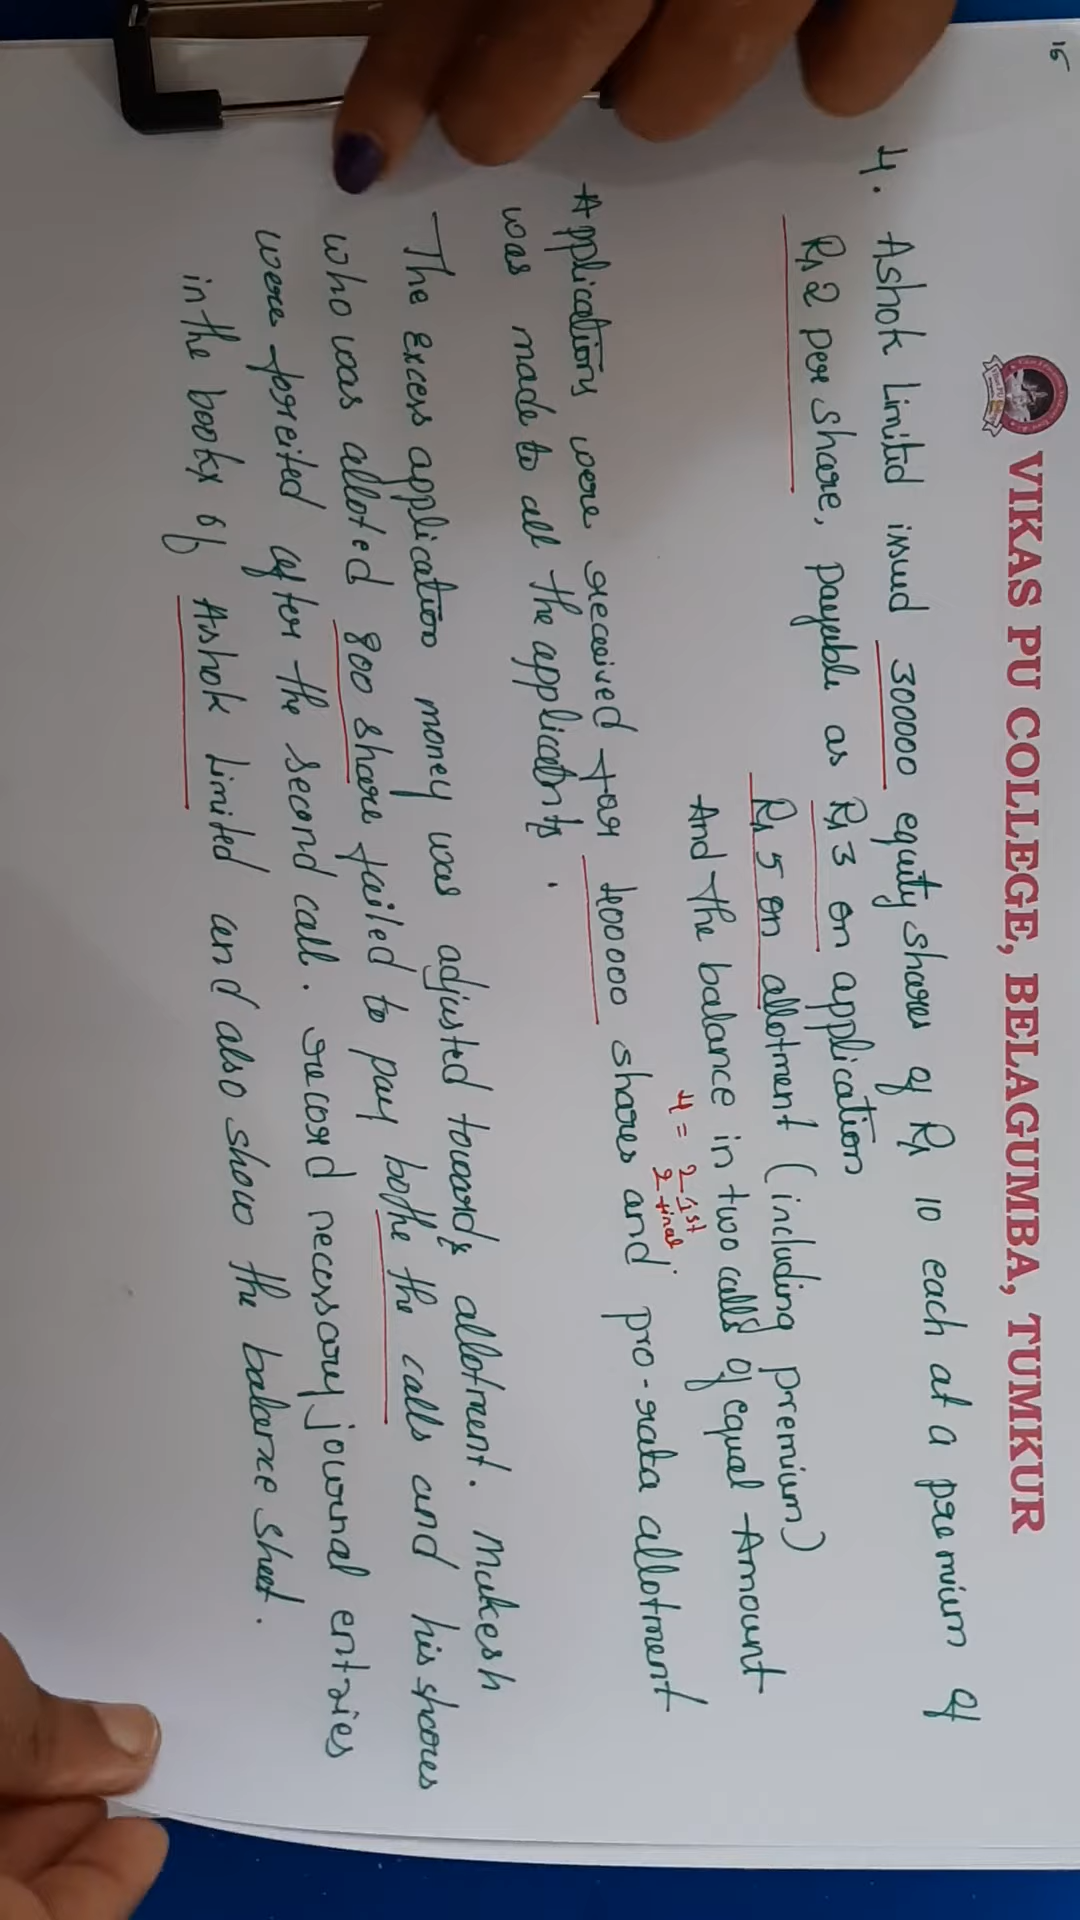 15
VIKAS PU COLLEGE, BELAGUMBA, TUMKUR
4. Ashok Limited issued 300000 equity shares of Rs 10 each at a premium of
Rs 2 per share, payable as Rs 3 on application
Rs 5 on allotment (including premium)
And the balance in two calls of equal Amount
4 = 2 1st
2 final
Applications were received for 400000 shares and pro-rata allotment
was made to all the applicants.
The excess application money was adjusted towards allotment. Mukesh
who was alloted 800 share failed to pay bothe the calls and his shares
were foreited after the second call. record necessary journal entries
in the books of Ashok Limited and also show the balance sheet.